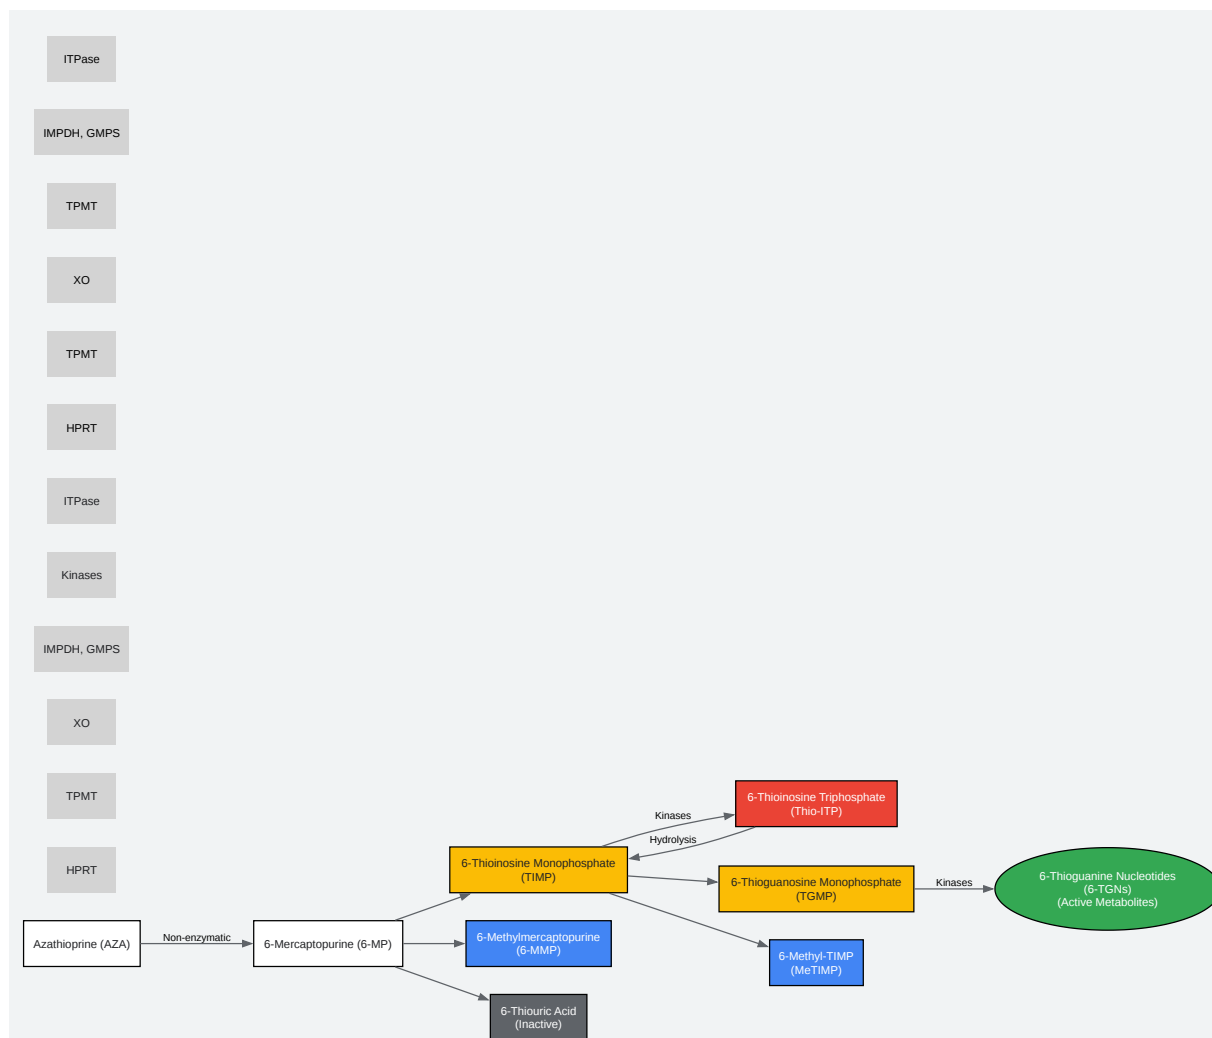 ITPase
IMPDH, GMPS
TPMT
XO
TPMT
HPRT
ITPase
Kinases
IMPDH, GMPS
XO
TPMT
HPRT
6-Thioinosine Triphosphate
(Thio-ITP)
Kinases
Hydrolysis
6-Thioinosine Monophosphate
(TIMP)
6-Thioguanosine Monophosphate
(TGMP)
Kinases
6-Thioguanine Nucleotides
(6-TGNs)
(Active Metabolites)
Azathioprine (AZA)
Non-enzymatic
6-Mercaptopurine (6-MP)
6-Methylmercaptopurine
(6-MMP)
6-Methyl-TIMP
(MeTIMP)
6-Thiouric Acid
(Inactive)